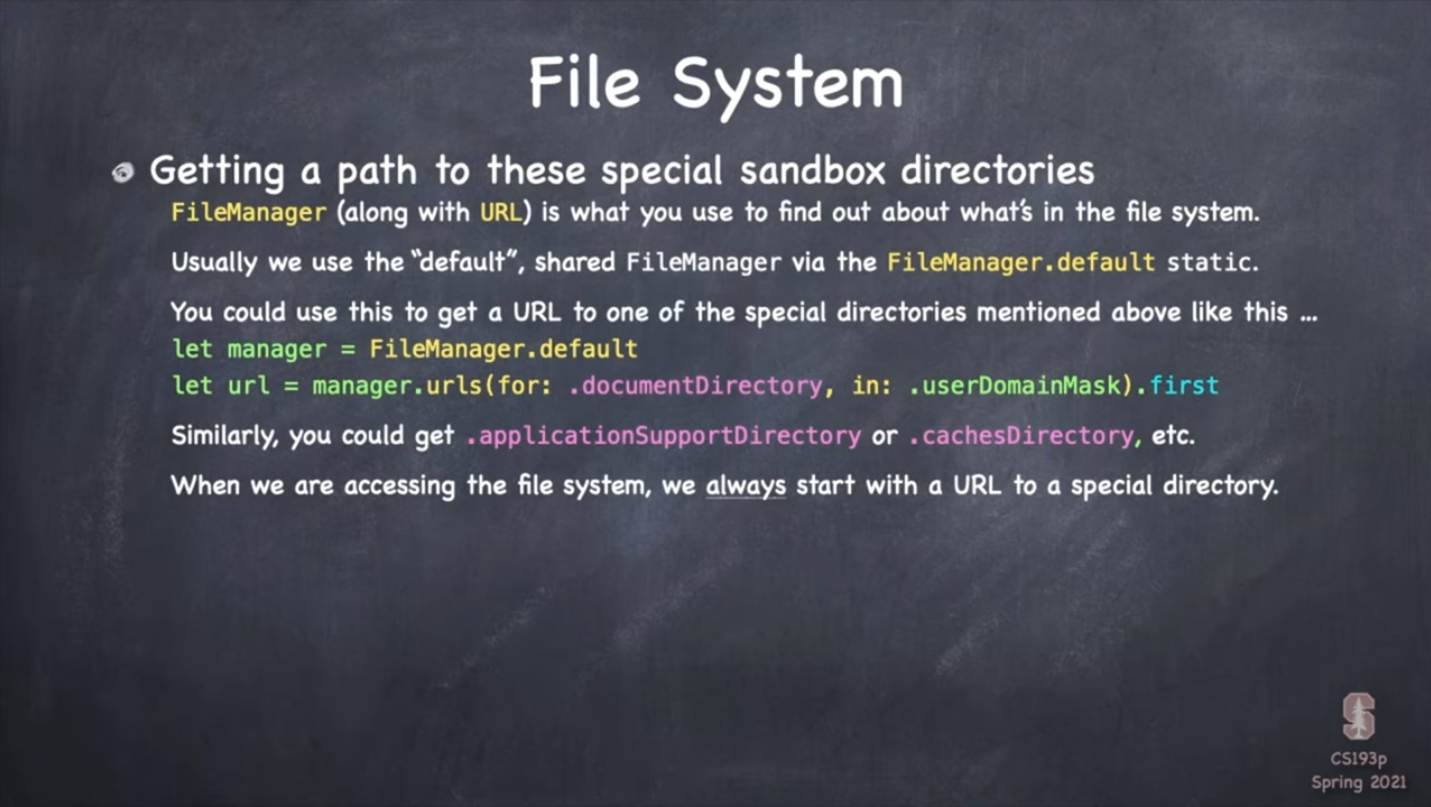 File System
Getting a path to these special sandbox directories
FileManager (along with URL) is what you use to find out about what's in the file system.
Usually we use the “default”, shared FileManager via the FileManager.default static.
You could use this to get a URL to one of the special directories mentioned above like this ...
let manager = FileManager.default
let url = manager.urls(for: .documentDirectory, in: .userDomainMask).first
Similarly, you could get .applicationSupportDirectory or .cachesDirectory, etc.
When we are accessing the file system, we always start with a URL to a special directory.
S
CS193p
Spring 2021